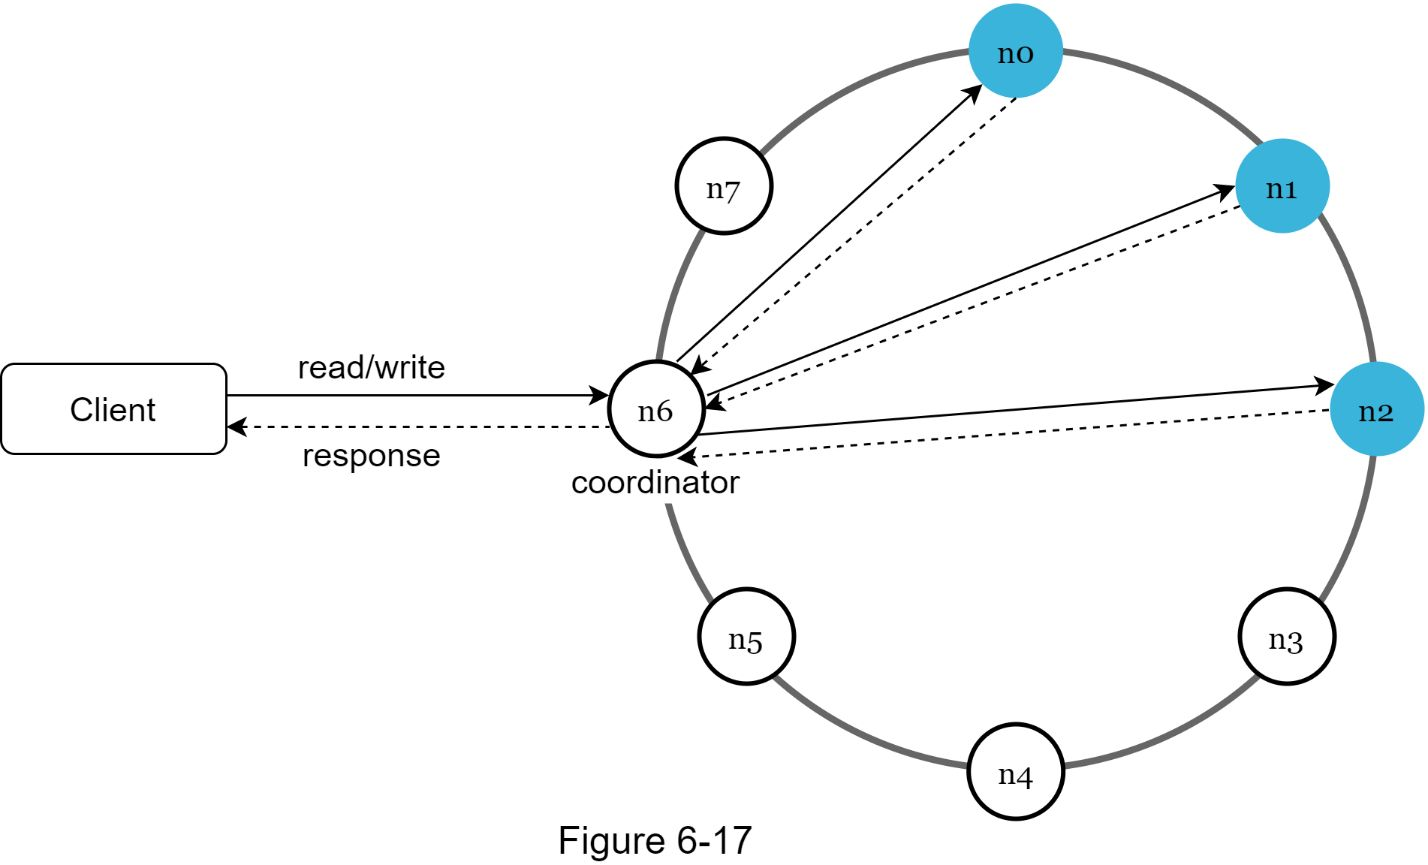 n0
n7
n1
read/write
Client
n6
n2
response
coordinator
n5
n3
n4
Figure 6-17